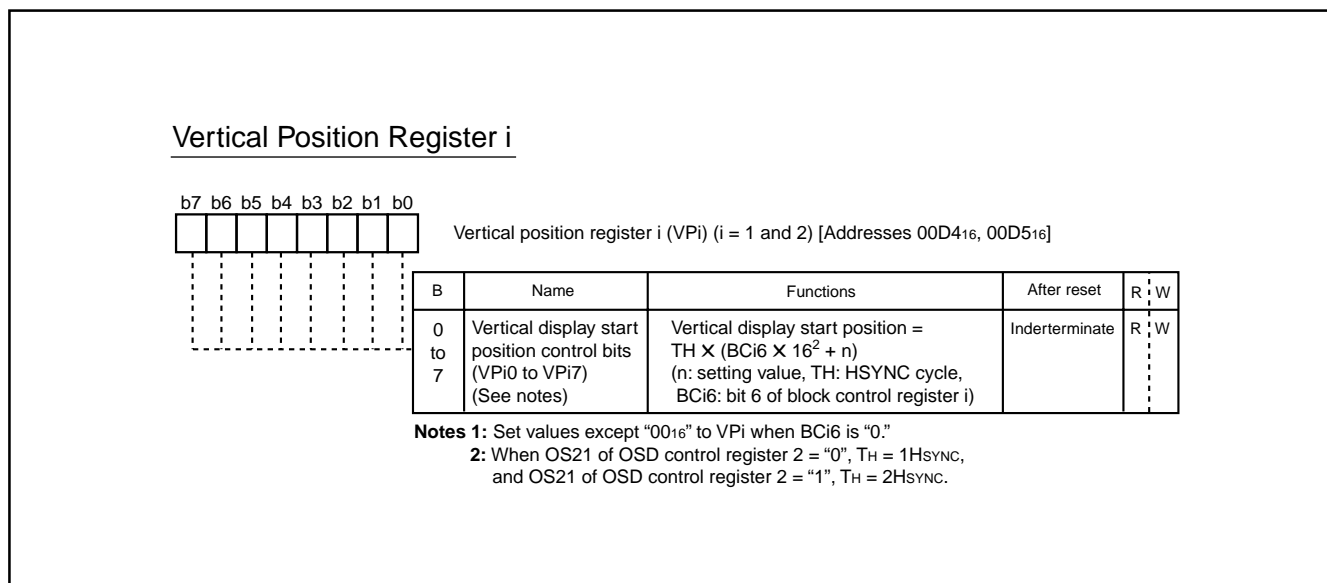 Vertical Position Register i
b7 b6 b5 b4 b3 b2 b1 b0
Vertical position register i (VPi) (i = 1 and 2) [Addresses 00D4₁₆, 00D5₁₆]
B Name Functions After reset R W
0 Vertical display start Vertical display start position = Inderterminate R W
to position control bits TH X (BCi6 X 16² + n)
7 (VPi0 to VPi7) (n: setting value, TH: HSYNC cycle,
(See notes) BCi6: bit 6 of block control register i)
Notes 1: Set values except “00₁₆” to VPi when BCi6 is “0.”
2: When OS21 of OSD control register 2 = “0”, TH = 1HSYNC,
and OS21 of OSD control register 2 = “1”, TH = 2HSYNC.